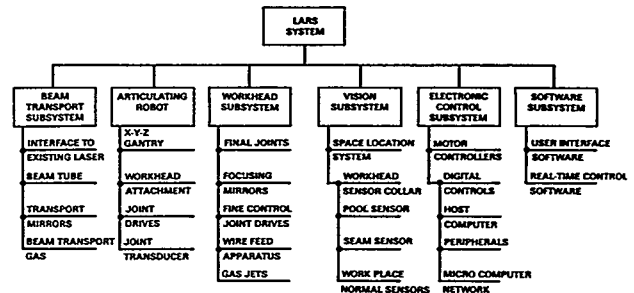 LARS
SYSTEM
BEAM
TRANSPORT
SUBSYSTEM
INTERFACE TO
EXISTING LASER
BEAM TUBE
TRANSPORT
MIRRORS
BEAM TRANSPORT
GAS
ARTICULATING
ROBOT
X-Y-Z
GANTRY
WORKHEAD
ATTACHMENT
JOINT
DRIVES
JOINT
TRANSDUCER
WORKHEAD
SUBSYSTEM
FINAL JOINTS
FOCUSING
MIRRORS
FINE CONTROL
JOINT DRIVES
WIRE FEED
APPARATUS
GAS JETS
VISION
SUBSYSTEM
SPACE LOCATION
SYSTEM
WORKHEAD
SENSOR COLLAR
POOL SENSOR
SEAM SENSOR
WORK PLACE
NORMAL SENSORS
ELECTRONIC
CONTROL
SUBSYSTEM
MOTOR
CONTROLLERS
DIGITAL
CONTROLS
HOST
COMPUTER
PERIPHERALS
MICRO COMPUTER
NETWORK
SOFTWARE
SUBSYSTEM
USER INTERFACE
SOFTWARE
REAL-TIME CONTROL
SOFTWARE